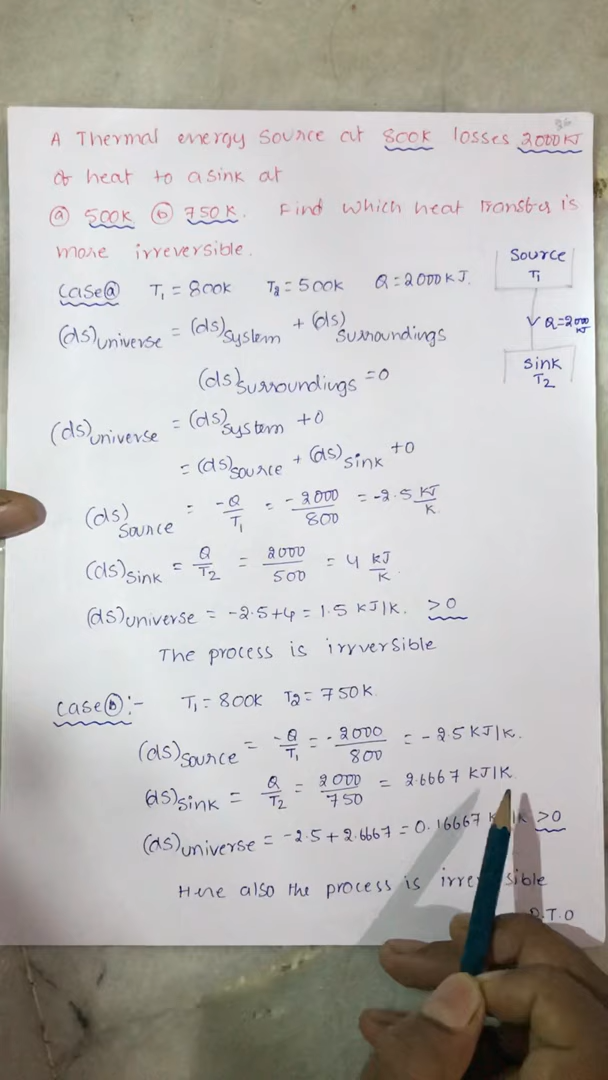 86
A Thermal energy source at 800K losses 2000KJ
of heat to a sink at
ⓐ 500K ⓑ 750K. Find which heat transfer is
more irreversible.
Source
T₁
Q=2000
KJ
Sink
T₂
Case ⓐ T₁ = 800K T₂ = 500K Q = 2000KJ.
(ds)universe = (ds)system + (ds)surroundings
(ds)surroundings = 0
(ds)universe = (ds)system + 0
= (ds)source + (ds)sink + 0
(ds)source = -Q/T₁ = -2000/800 = -2.5 KJ/K.
(ds)sink = Q/T₂ = 2000/500 = 4 KJ/K.
(ds)universe = -2.5+4 = 1.5 KJ/K. >0
The process is irrversible
Case ⓑ:- T₁ = 800K T₂ = 750K.
(ds)source = -Q/T₁ = -2000/800 = -2.5 KJ/K.
(ds)sink = Q/T₂ = 2000/750 = 2.6667 KJ/K.
(ds)universe = -2.5 + 2.6667 = 0.16667 >0
Here also the process is
P.T.O